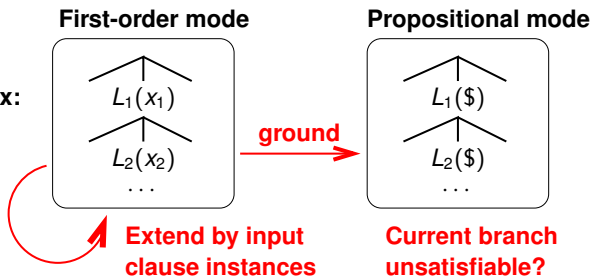 First-order mode Propositional mode
x: L₁(x₁) L₁($)
ground
L₂(x₂) L₂($)
... ...
Extend by input Current branch
clause instances unsatisfiable?